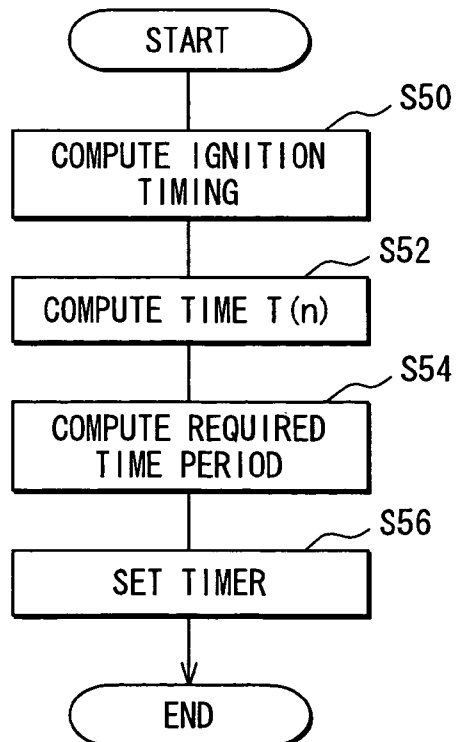 START
S50
COMPUTE IGNITION
TIMING
S52
COMPUTE TIME T(n)
S54
COMPUTE REQUIRED
TIME PERIOD
S56
SET TIMER
END